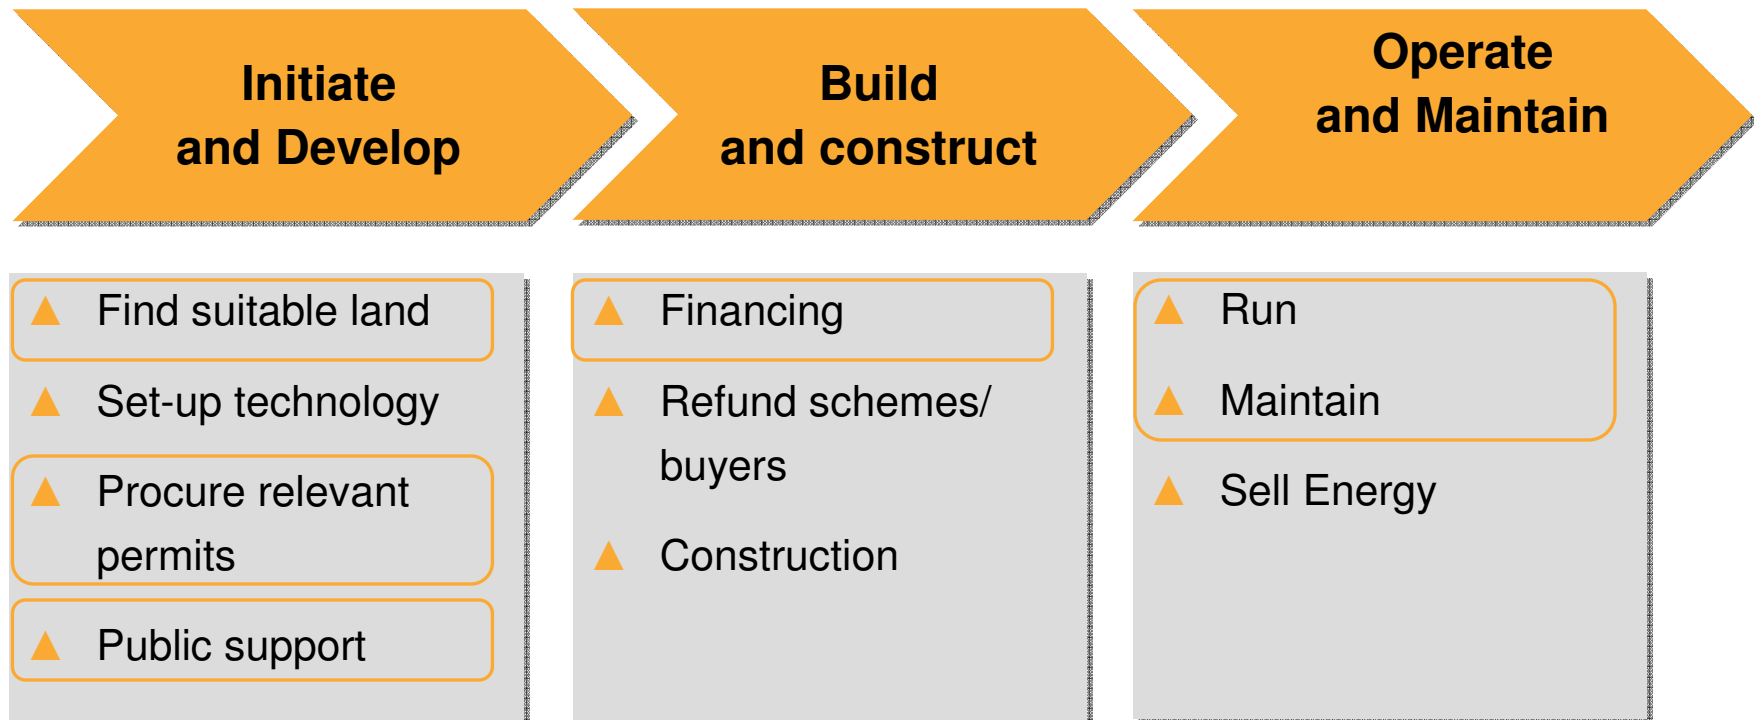 Initiate
and Develop
Build
and construct
Operate
and Maintain
Find suitable land
Set-up technology
Procure relevant
permits
Public support
Financing
Refund schemes/
buyers
Construction
Run
Maintain
Sell Energy